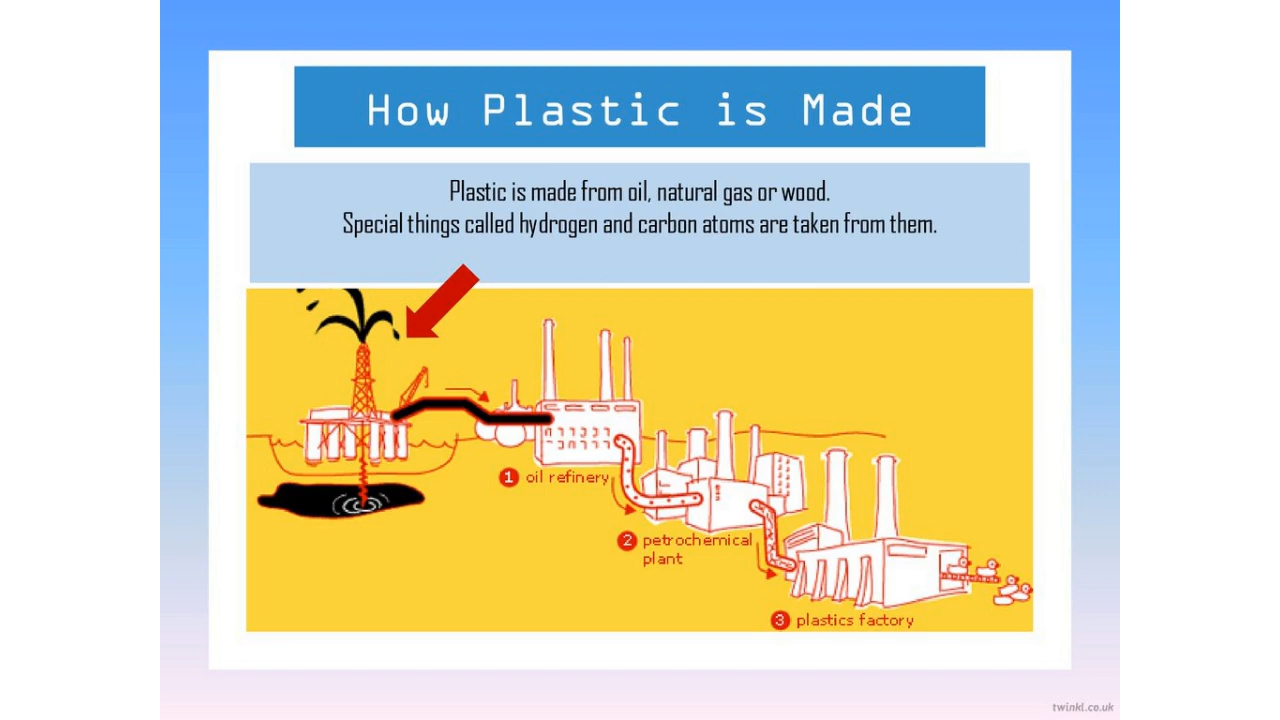 How Plastic is Made
Plastic is made from oil, natural gas or wood.
Special things called hydrogen and carbon atoms are taken from them.
1 oil refinery
2 petrochemical
plant
3 plastics factory
twinkl.co.uk